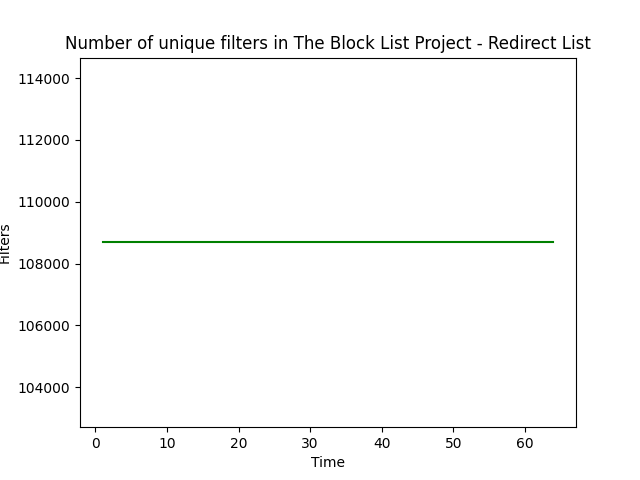 Number of unique filters in The Block List Project - Redirect List
114000
112000
110000
108000
106000
104000
Filters
0 10 20 30 40 50 60
Time